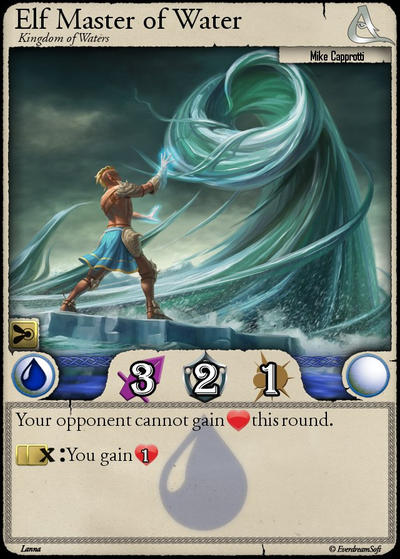 Elf Master of Water
Kingdom of Waters
Mike Capprotti
3 2 1
Your opponent cannot gain this round.
x : You gain 1
Lanna © EverdreamSoft